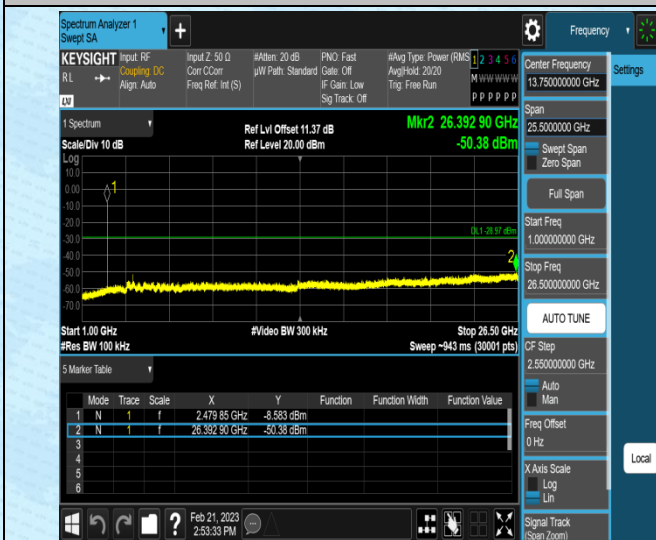 Spectrum Analyzer 1
Swept SA
Frequency
KEYSIGHT
RL
LXI
Input: RF
Coupling: DC
Align: Auto
Input Z: 50 Ω
Corr CCorr
Freq Ref: Int (S)
#Atten: 20 dB
µW Path: Standard
PNO: Fast
Gate: Off
IF Gain: Low
Sig Track: Off
#Avg Type: Power (RMS
Avg|Hold: 20/20
Trig: Free Run
1 2 3 4 5 6
M W W W W W
P P P P P P
1 Spectrum
Scale/Div 10 dB
Ref Lvl Offset 11.37 dB
Ref Level 20.00 dBm
Mkr2 26.392 90 GHz
-50.38 dBm
Log
10.0
0.00
-10.0
-20.0
-30.0
-40.0
-50.0
-60.0
-70.0
1
DL1 -28.97 dBm
2
Start 1.00 GHz
#Res BW 100 kHz
#Video BW 300 kHz
Stop 26.50 GHz
Sweep ~943 ms (30001 pts)
5 Marker Table
Mode Trace Scale X Y Function Function Width Function Value
1 N 1 f 2.479 85 GHz -8.583 dBm
2 N 1 f 26.392 90 GHz -50.38 dBm
3
4
5
6
Feb 21, 2023
2:53:33 PM
Center Frequency
13.750000000 GHz
Settings
Span
25.5000000 GHz
Swept Span
Zero Span
Full Span
Start Freq
1.000000000 GHz
Stop Freq
26.500000000 GHz
AUTO TUNE
CF Step
2.550000000 GHz
Auto
Man
Freq Offset
0 Hz
Local
X Axis Scale
Log
Lin
Signal Track
(Span Zoom)